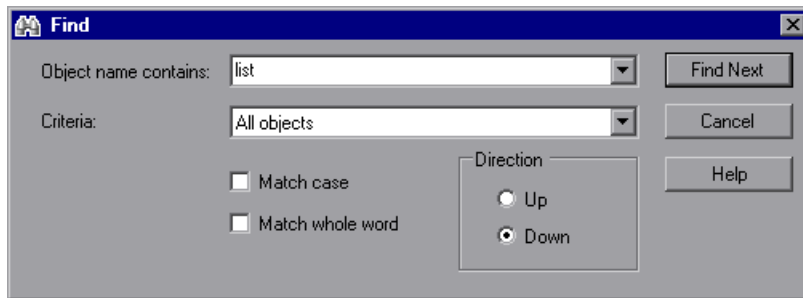 Find
Object name contains: list Find Next
Criteria: All objects Cancel
Direction Help
Match case Up
Match whole word Down